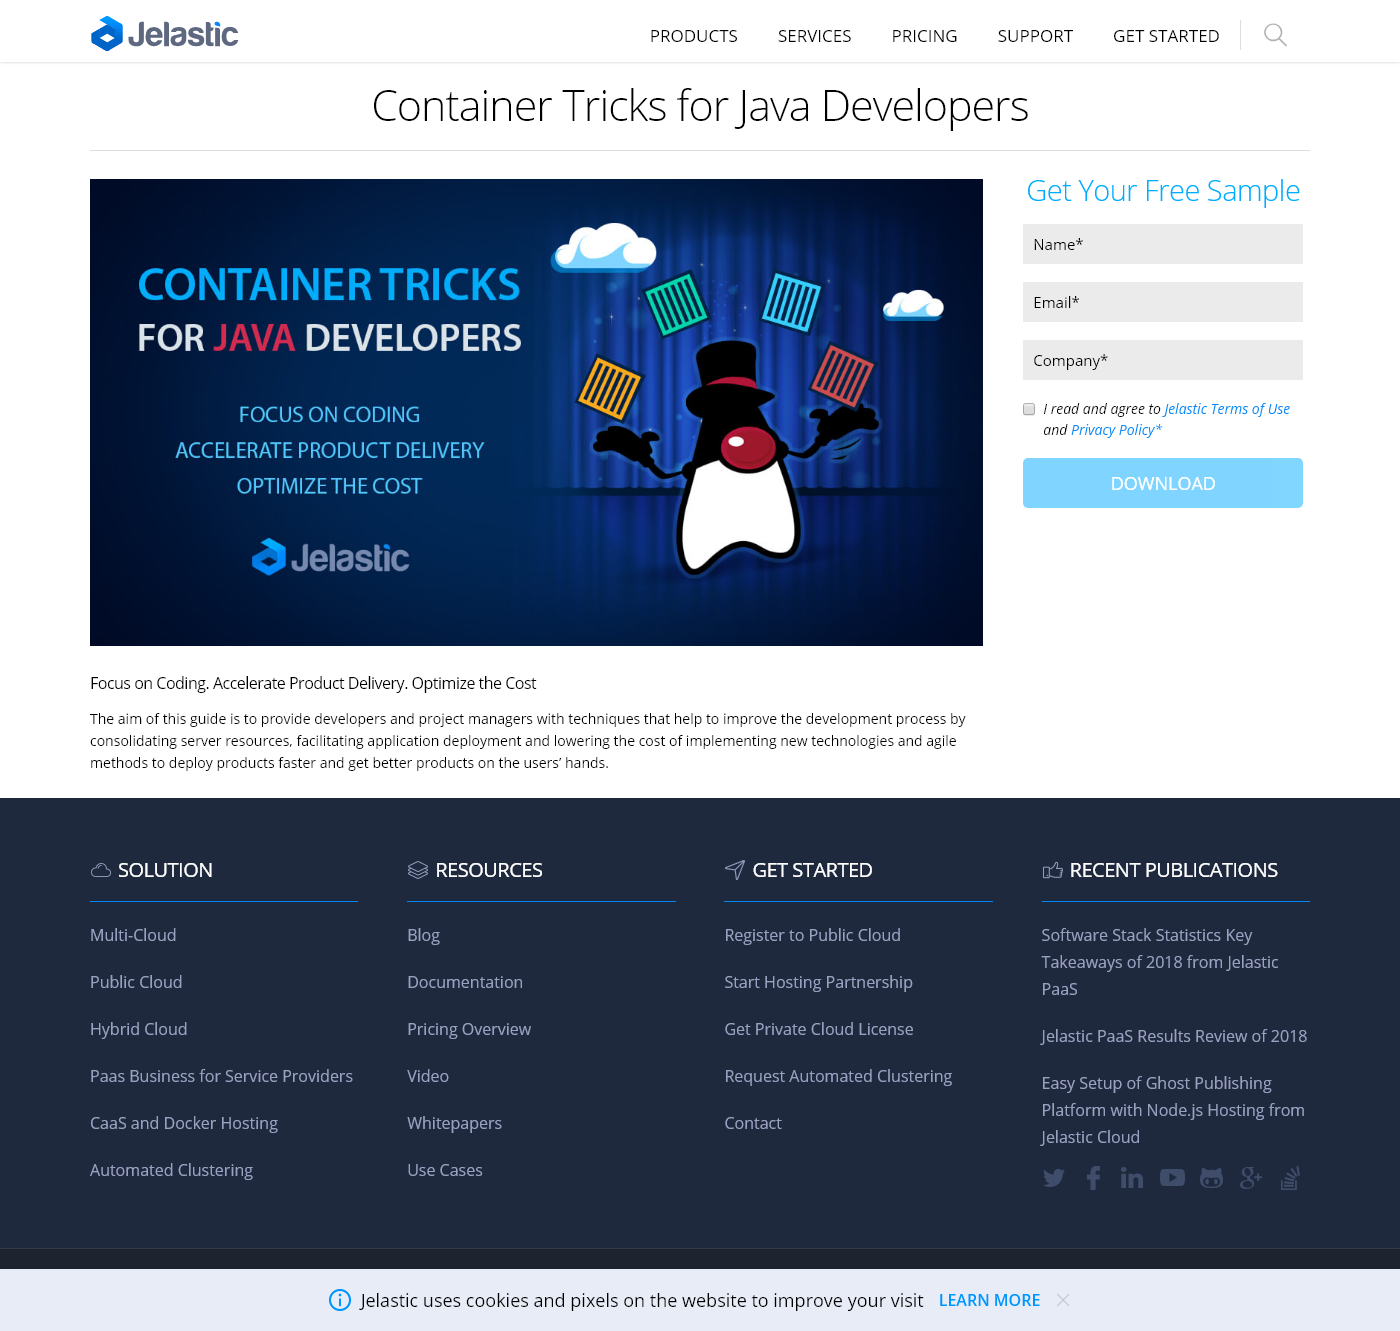 Jelastic
PRODUCTS
SERVICES
PRICING
SUPPORT
GET STARTED
Container Tricks for Java Developers
CONTAINER TRICKS
FOR JAVA DEVELOPERS
FOCUS ON CODING
ACCELERATE PRODUCT DELIVERY
OPTIMIZE THE COST
Jelastic
Get Your Free Sample
Name*
Email*
Company*
I read and agree to Jelastic Terms of Use
and Privacy Policy*
DOWNLOAD
Focus on Coding. Accelerate Product Delivery. Optimize the Cost
The aim of this guide is to provide developers and project managers with techniques that help to improve the development process by
consolidating server resources, facilitating application deployment and lowering the cost of implementing new technologies and agile
methods to deploy products faster and get better products on the users’ hands.
SOLUTION
Multi-Cloud
Public Cloud
Hybrid Cloud
Paas Business for Service Providers
CaaS and Docker Hosting
Automated Clustering
RESOURCES
Blog
Documentation
Pricing Overview
Video
Whitepapers
Use Cases
GET STARTED
Register to Public Cloud
Start Hosting Partnership
Get Private Cloud License
Request Automated Clustering
Contact
RECENT PUBLICATIONS
Software Stack Statistics Key
Takeaways of 2018 from Jelastic
PaaS
Jelastic PaaS Results Review of 2018
Easy Setup of Ghost Publishing
Platform with Node.js Hosting from
Jelastic Cloud
Jelastic uses cookies and pixels on the website to improve your visit
LEARN MORE